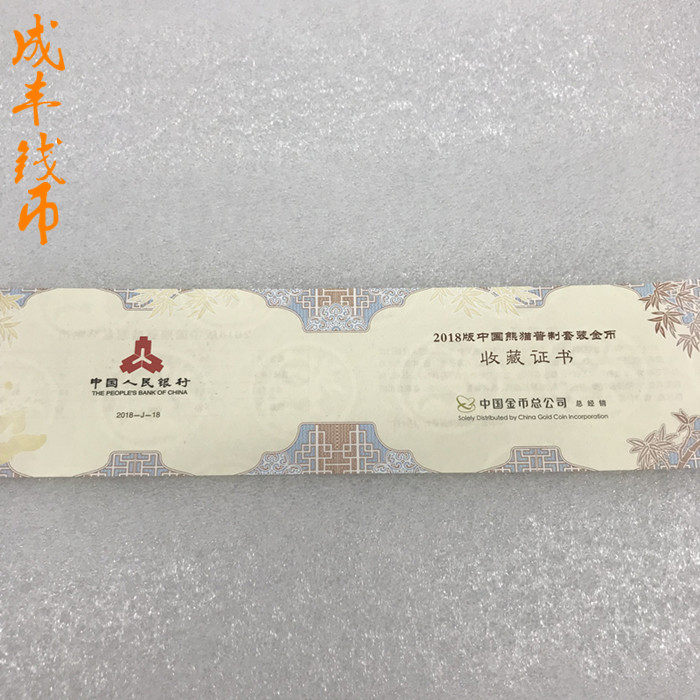 成丰钱币
中国人民银行
THE PEOPLE'S BANK OF CHINA
2018-J-18
2018版中国熊猫普制套装金币
收藏证书
中国金币总公司 总经销
Solely Distributed by China Gold Coin Incorporation